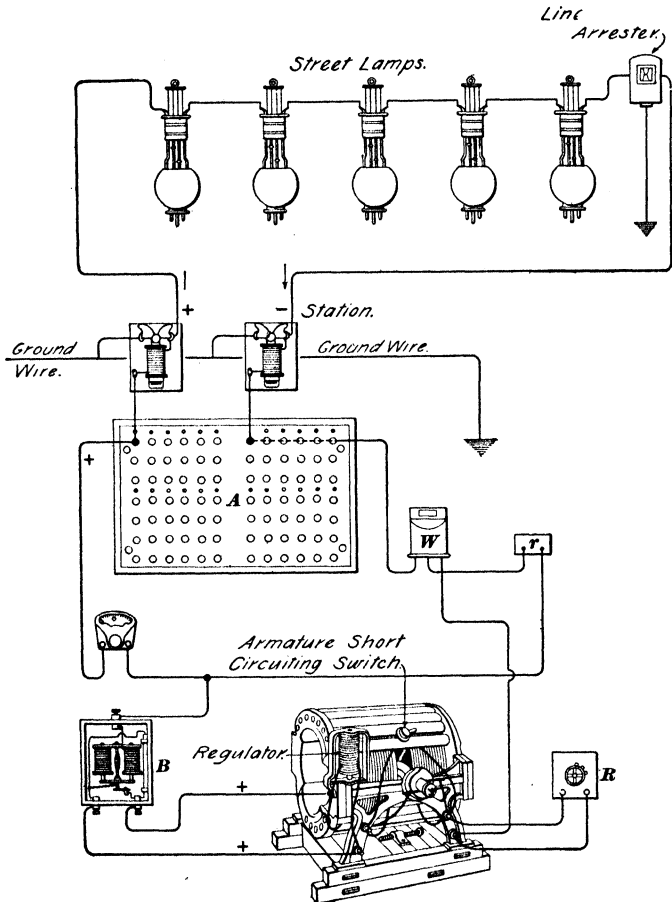 Line
Arrester.
Street Lamps.
+
−
Station.
Ground
Wire.
Ground Wire.
+
A
W
r
Armature Short
Circuiting Switch.
Regulator.
B
+
R
+